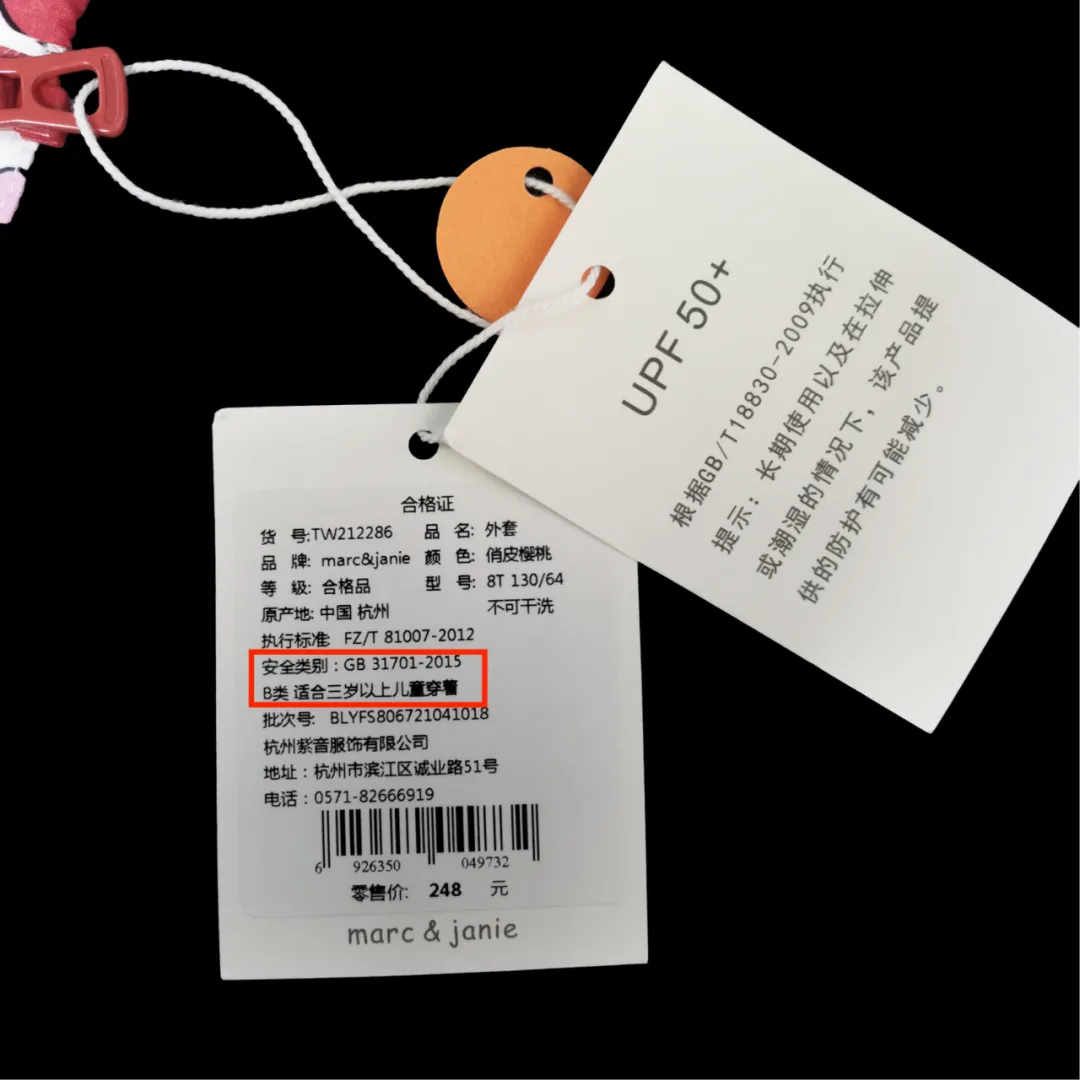 UPF 50+
根据GB/T18830-2009执行
提示：长期使用以及在拉伸
或潮湿的情况下，该产品提
供的防护有可能减少。
合格证
货 号:TW212286 品 名: 外套
品 牌: marc&janie 颜 色: 俏皮樱桃
等 级: 合格品 型 号: 8T 130/64
原产地: 中国 杭州 不可干洗
执行标准: FZ/T 81007-2012
安全类别：GB 31701-2015
B类 适合三岁以上儿童穿着
批次号: BLYFS806721041018
杭州紫音服饰有限公司
地址：杭州市滨江区诚业路51号
电话：0571-82666919
6 926350 049732
零售价: 248 元
marc & janie